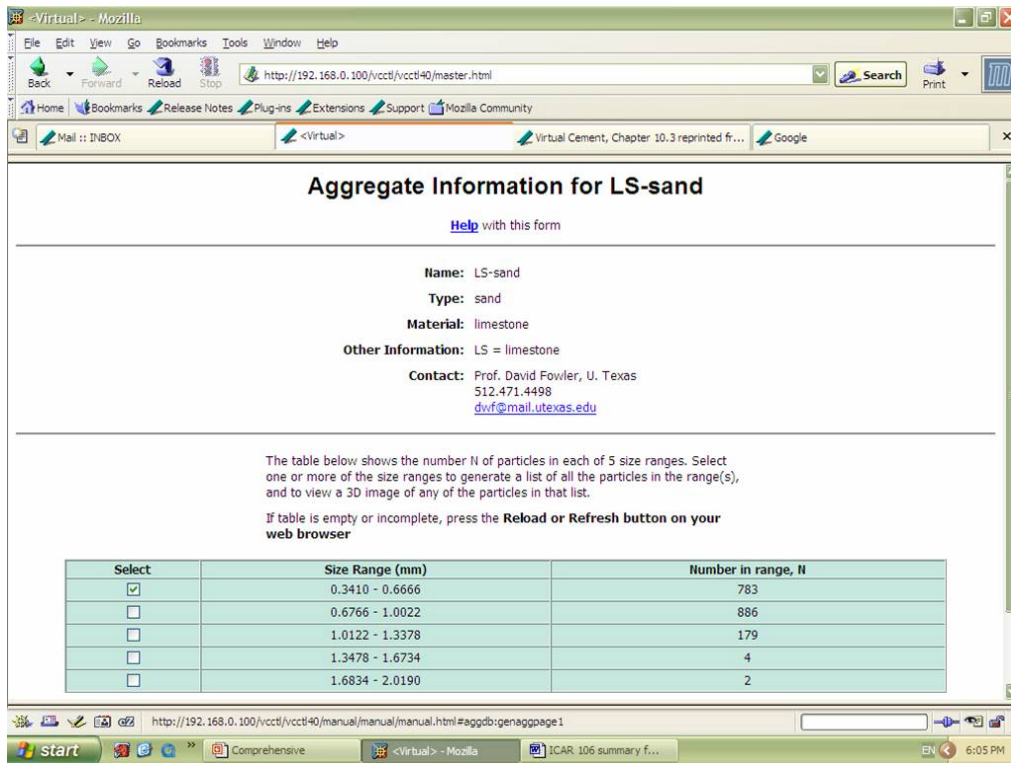 <Virtual> - Mozilla
File Edit View Go Bookmarks Tools Window Help
Back Forward Reload Stop http://192.168.0.100/vcctl/vcctl40/master.html Search Print
Home Bookmarks Release Notes Plug-ins Extensions Support Mozilla Community
Mail :: INBOX <Virtual> Virtual Cement, Chapter 10.3 reprinted fr... Google
Aggregate Information for LS-sand
Help with this form
Name: LS-sand
Type: sand
Material: limestone
Other Information: LS = limestone
Contact: Prof. David Fowler, U. Texas
512.471.4498
dwf@mail.utexas.edu
The table below shows the number N of particles in each of 5 size ranges. Select
one or more of the size ranges to generate a list of all the particles in the range(s),
and to view a 3D image of any of the particles in that list.
If table is empty or incomplete, press the Reload or Refresh button on your
web browser
Select Size Range (mm) Number in range, N
0.3410 - 0.6666 783
0.6766 - 1.0022 886
1.0122 - 1.3378 179
1.3478 - 1.6734 4
1.6834 - 2.0190 2
http://192.168.0.100/vcctl/vcctl40/manual/manual/manual.html#aggdb:genaggpage1
start » Comprehensive <Virtual> - Mozilla ICAR 106 summary f... EN 6:05 PM